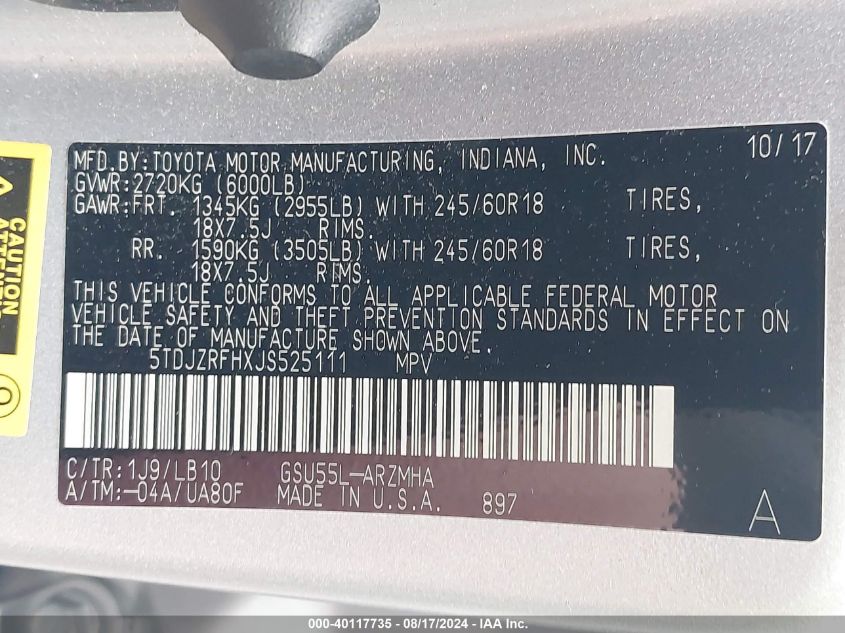 MFD. BY: TOYOTA MOTOR MANUFACTURING, INDIANA, INC. 10/17
GVWR: 2720KG (6000LB)
GAWR: FRT. 1345KG (2955LB) WITH 245/60R18 TIRES,
18X7.5J RIMS.
RR. 1590KG (3505LB) WITH 245/60R18 TIRES,
18X7.5J RIMS.
THIS VEHICLE CONFORMS TO ALL APPLICABLE FEDERAL MOTOR
VEHICLE SAFETY AND THEFT PREVENTION STANDARDS IN EFFECT ON
THE DATE OF MANUFACTURE SHOWN ABOVE.
5TDJZRFHXJS525111 MPV
C/TR: 1J9/LB10 GSU55L-ARZMHA
A/TM: -04A/UA80F MADE IN U.S.A. 897 A
CAUTION
000-40117735 - 08/17/2024 - IAA Inc.